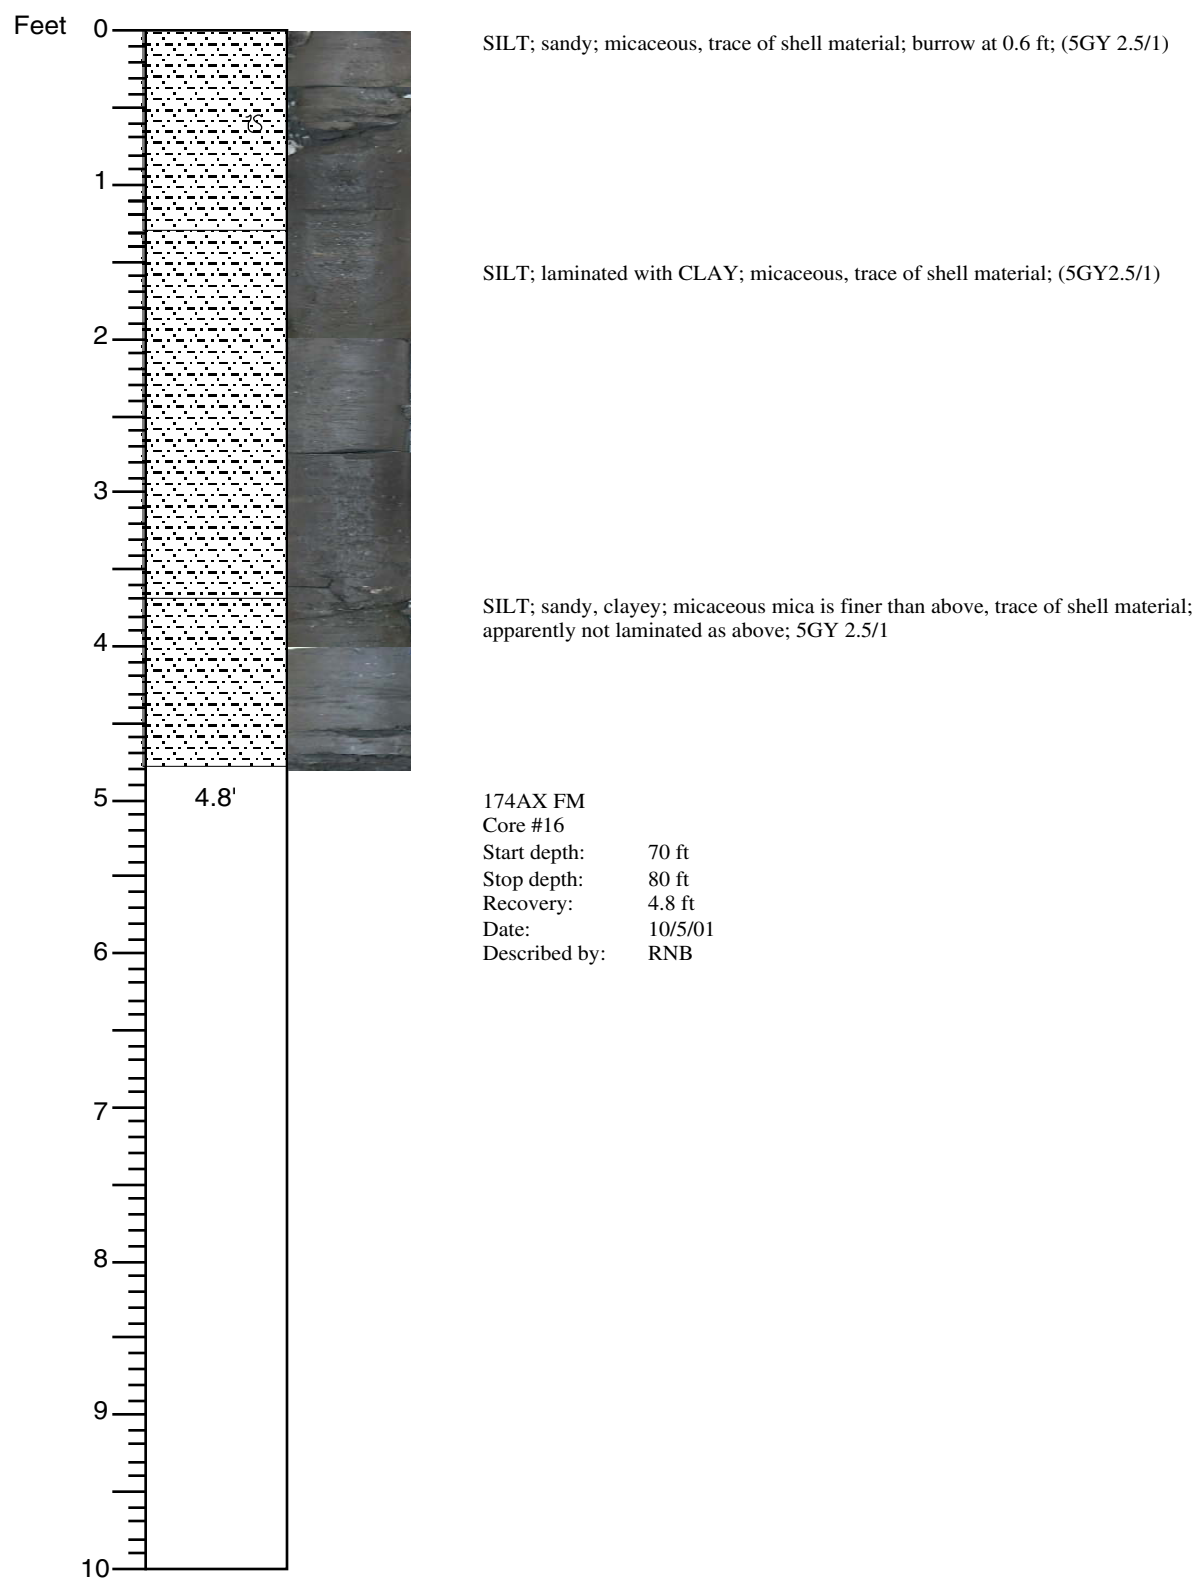 Feet
0
SILT; sandy; micaceous, trace of shell material; burrow at 0.6 ft; (5GY 2.5/1)
1
SILT; laminated with CLAY; micaceous, trace of shell material; (5GY2.5/1)
2
3
SILT; sandy, clayey; micaceous mica is finer than above, trace of shell material;
apparently not laminated as above; 5GY 2.5/1
4
5
4.8'
174AX FM
Core #16
Start depth: 70 ft
Stop depth: 80 ft
Recovery: 4.8 ft
Date: 10/5/01
Described by: RNB
6
7
8
9
10